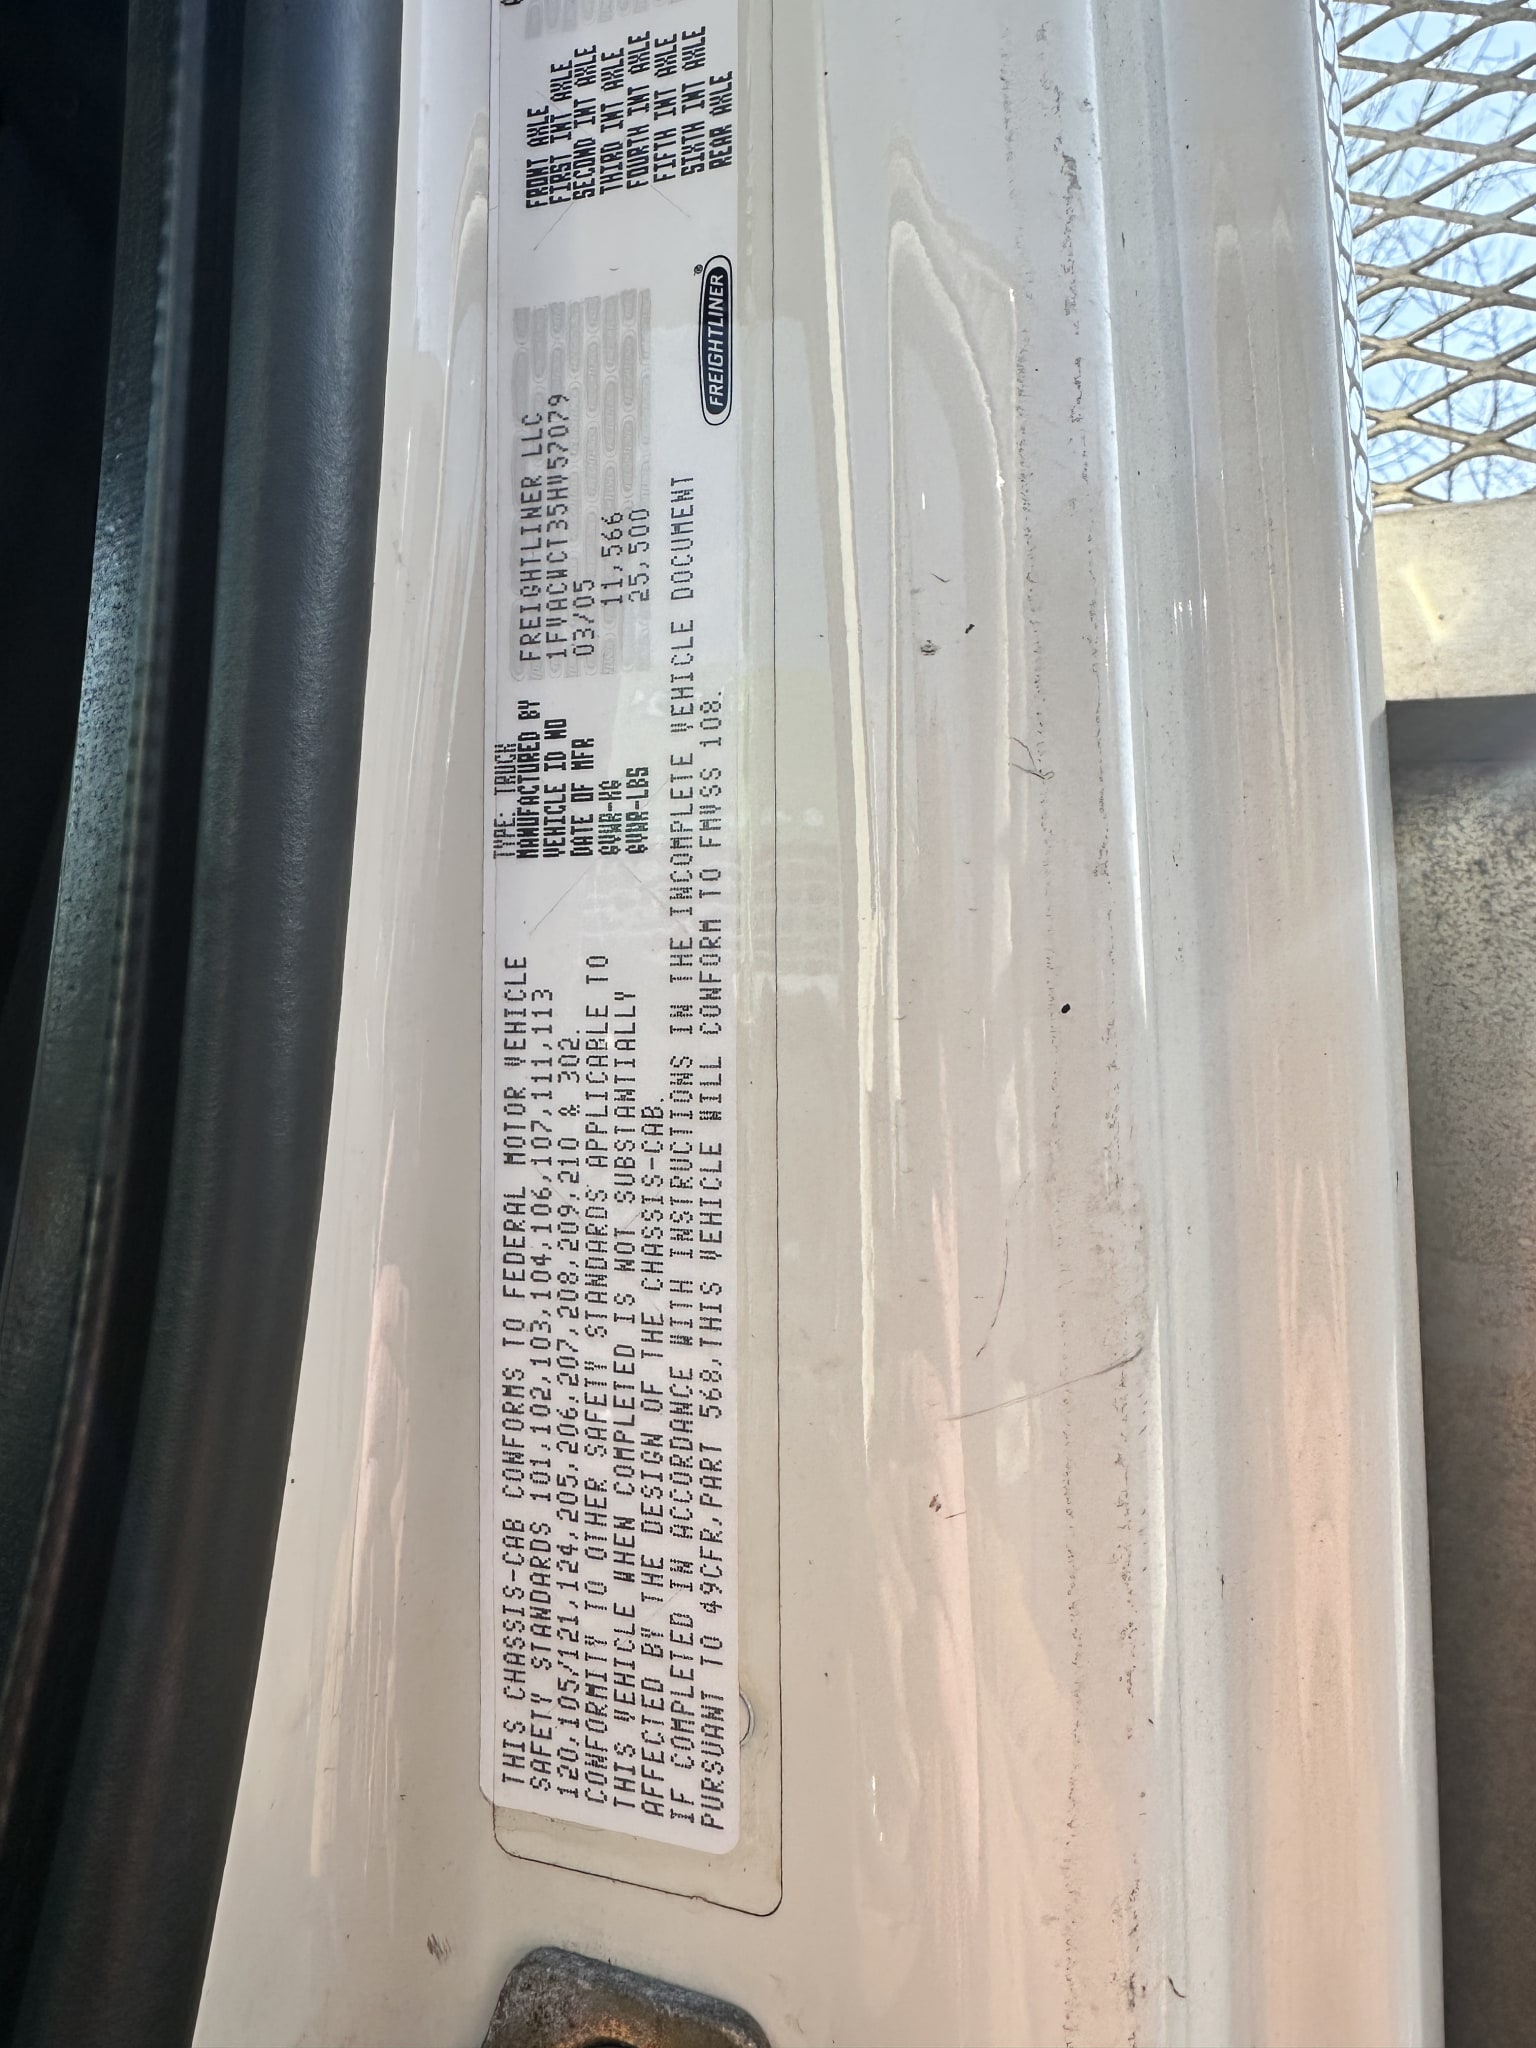 THIS CHASSIS-CAB CONFORMS TO FEDERAL MOTOR VEHICLE
SAFETY STANDARDS 101,102,103,104,106,107,111,113
120,105/121,124,205,206,207,208,209,210 & 302.
CONFORMITY TO OTHER SAFETY STANDARDS APPLICABLE TO
THIS VEHICLE WHEN COMPLETED IS NOT SUBSTANTIALLY
AFFECTED BY THE DESIGN OF THE CHASSIS-CAB.
IF COMPLETED IN ACCORDANCE WITH INSTRUCTIONS IN THE INCOMPLETE VEHICLE DOCUMENT
PURSUANT TO 49CFR,PART 568,THIS VEHICLE WILL CONFORM TO FMVSS 108.
TYPE: TRUCK
MANUFACTURED BY FREIGHTLINER LLC
VEHICLE ID NO 1FVACWCT35HV57079
DATE OF MFR 03/05
GVWR-KG 11,566
GVWR-LBS 25,500
FREIGHTLINER®
FRONT AXLE
FIRST INT AXLE
SECOND INT AXLE
THIRD INT AXLE
FOURTH INT AXLE
FIFTH INT AXLE
SIXTH INT AXLE
REAR AXLE